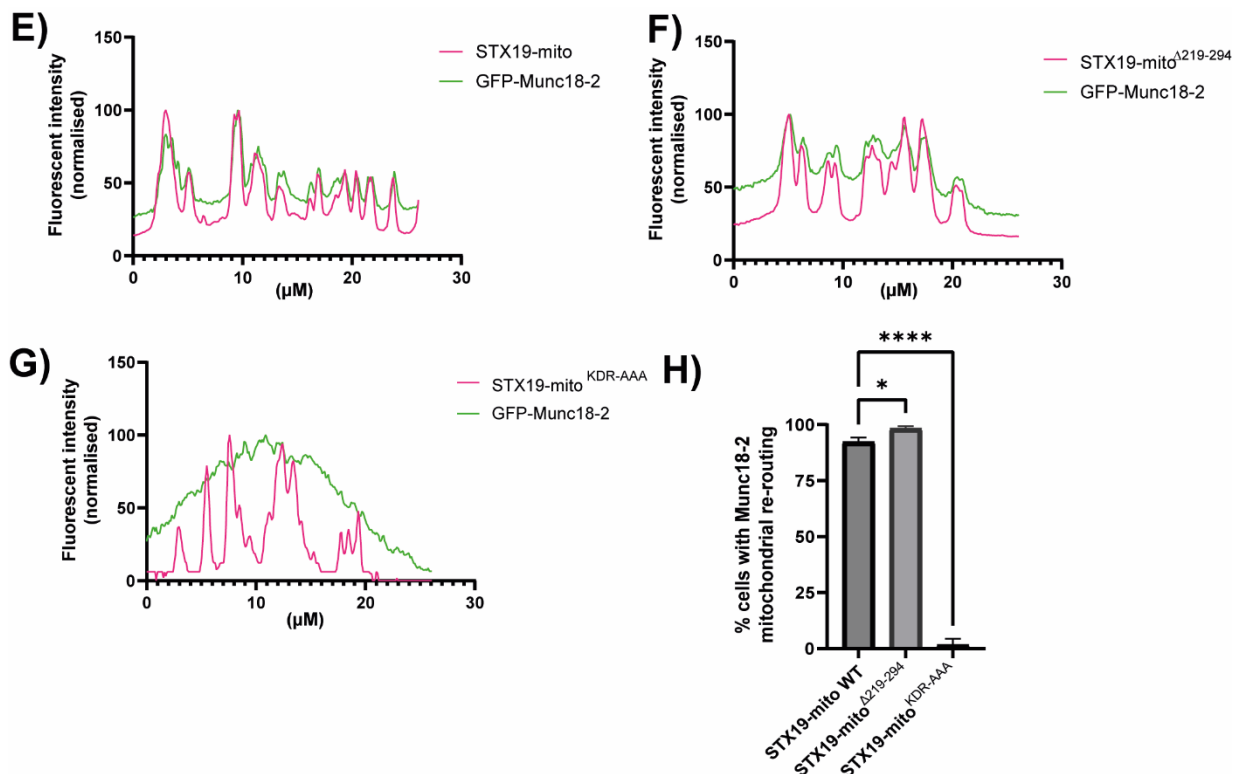 E)
Fluorescent intensity
(normalised)
150
100
50
0
0 10 20 30
(µM)
STX19-mito
GFP-Munc18-2
F)
Fluorescent intensity
(normalised)
150
100
50
0
0 10 20 30
(µM)
STX19-mitoΔ219-294
GFP-Munc18-2
G)
Fluorescent intensity
(normalised)
150
100
50
0
0 10 20 30
(µM)
STX19-mito KDR-AAA
GFP-Munc18-2
H)
% cells with Munc18-2
mitochondrial re-routing
100
75
50
25
0
****
*
STX19-mito WT
STX19-mitoΔ219-294
STX19-mitoKDR-AAA